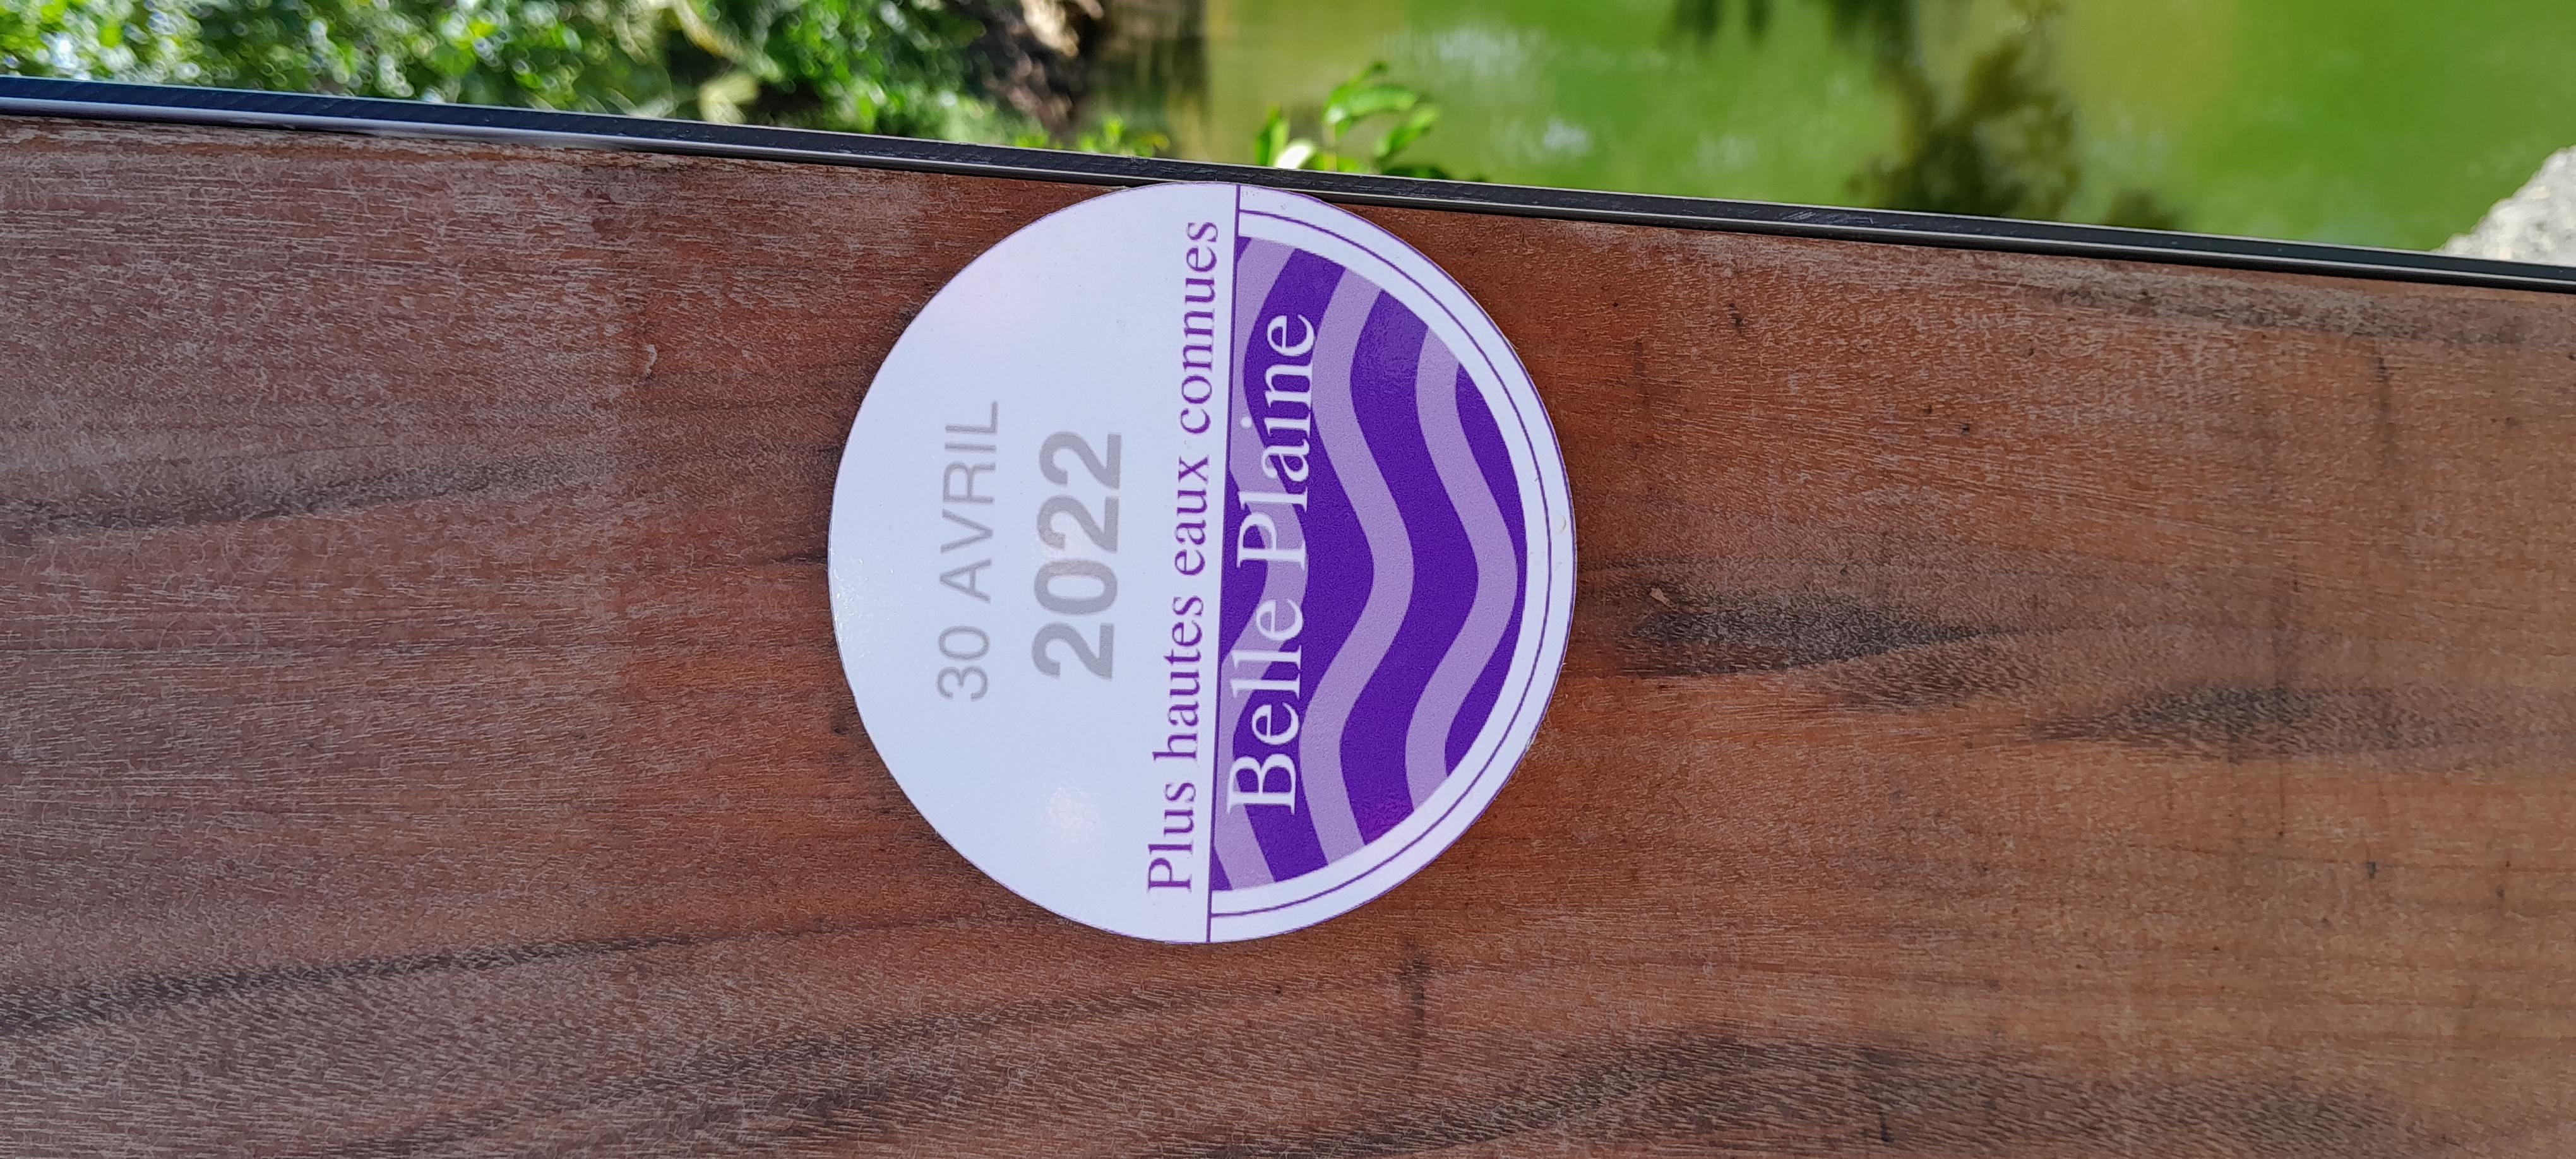 30 AVRIL
2022
Plus hautes eaux connues
Belle Plaine